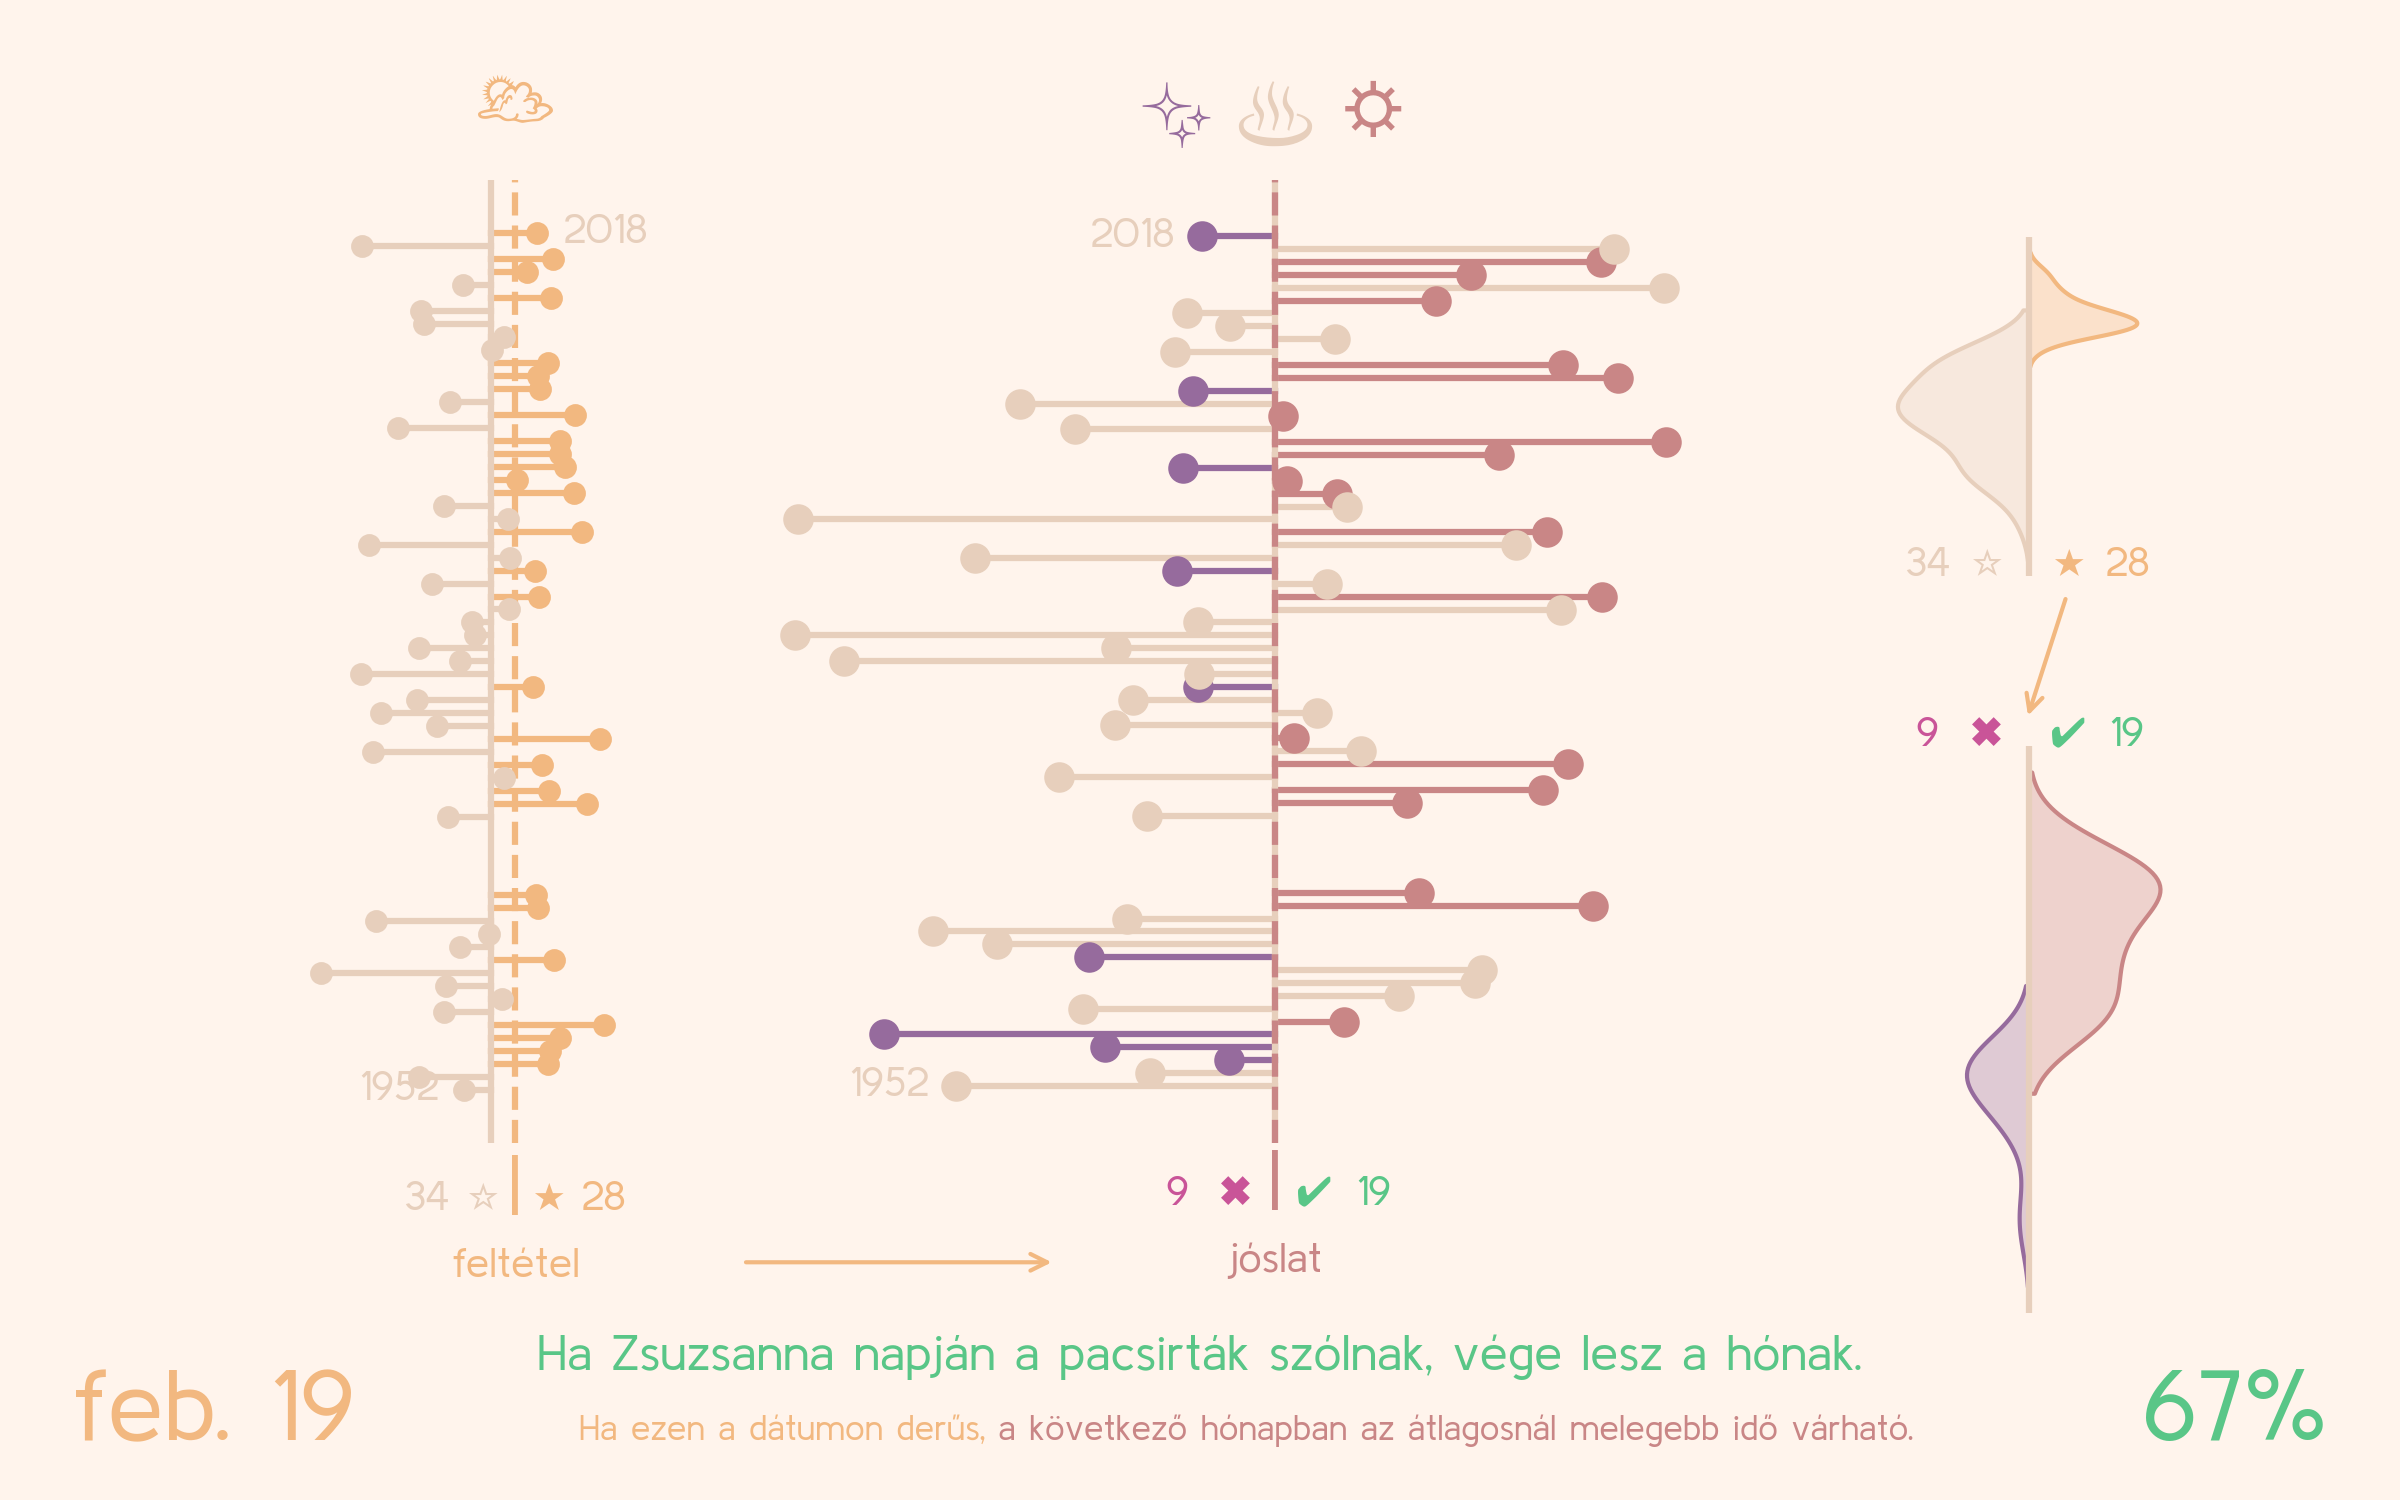 2018
2018
34 ☆ ★ 28
9 ✖ ✔ 19
1952
1952
34 ☆ ★ 28
9 ✖ ✔ 19
feltétel
jóslat
Ha Zsuzsanna napján a pacsirták szólnak, vége lesz a hónak.
feb. 19
67%
Ha ezen a dátumon derűs, a következő hónapban az átlagosnál melegebb idő várható.